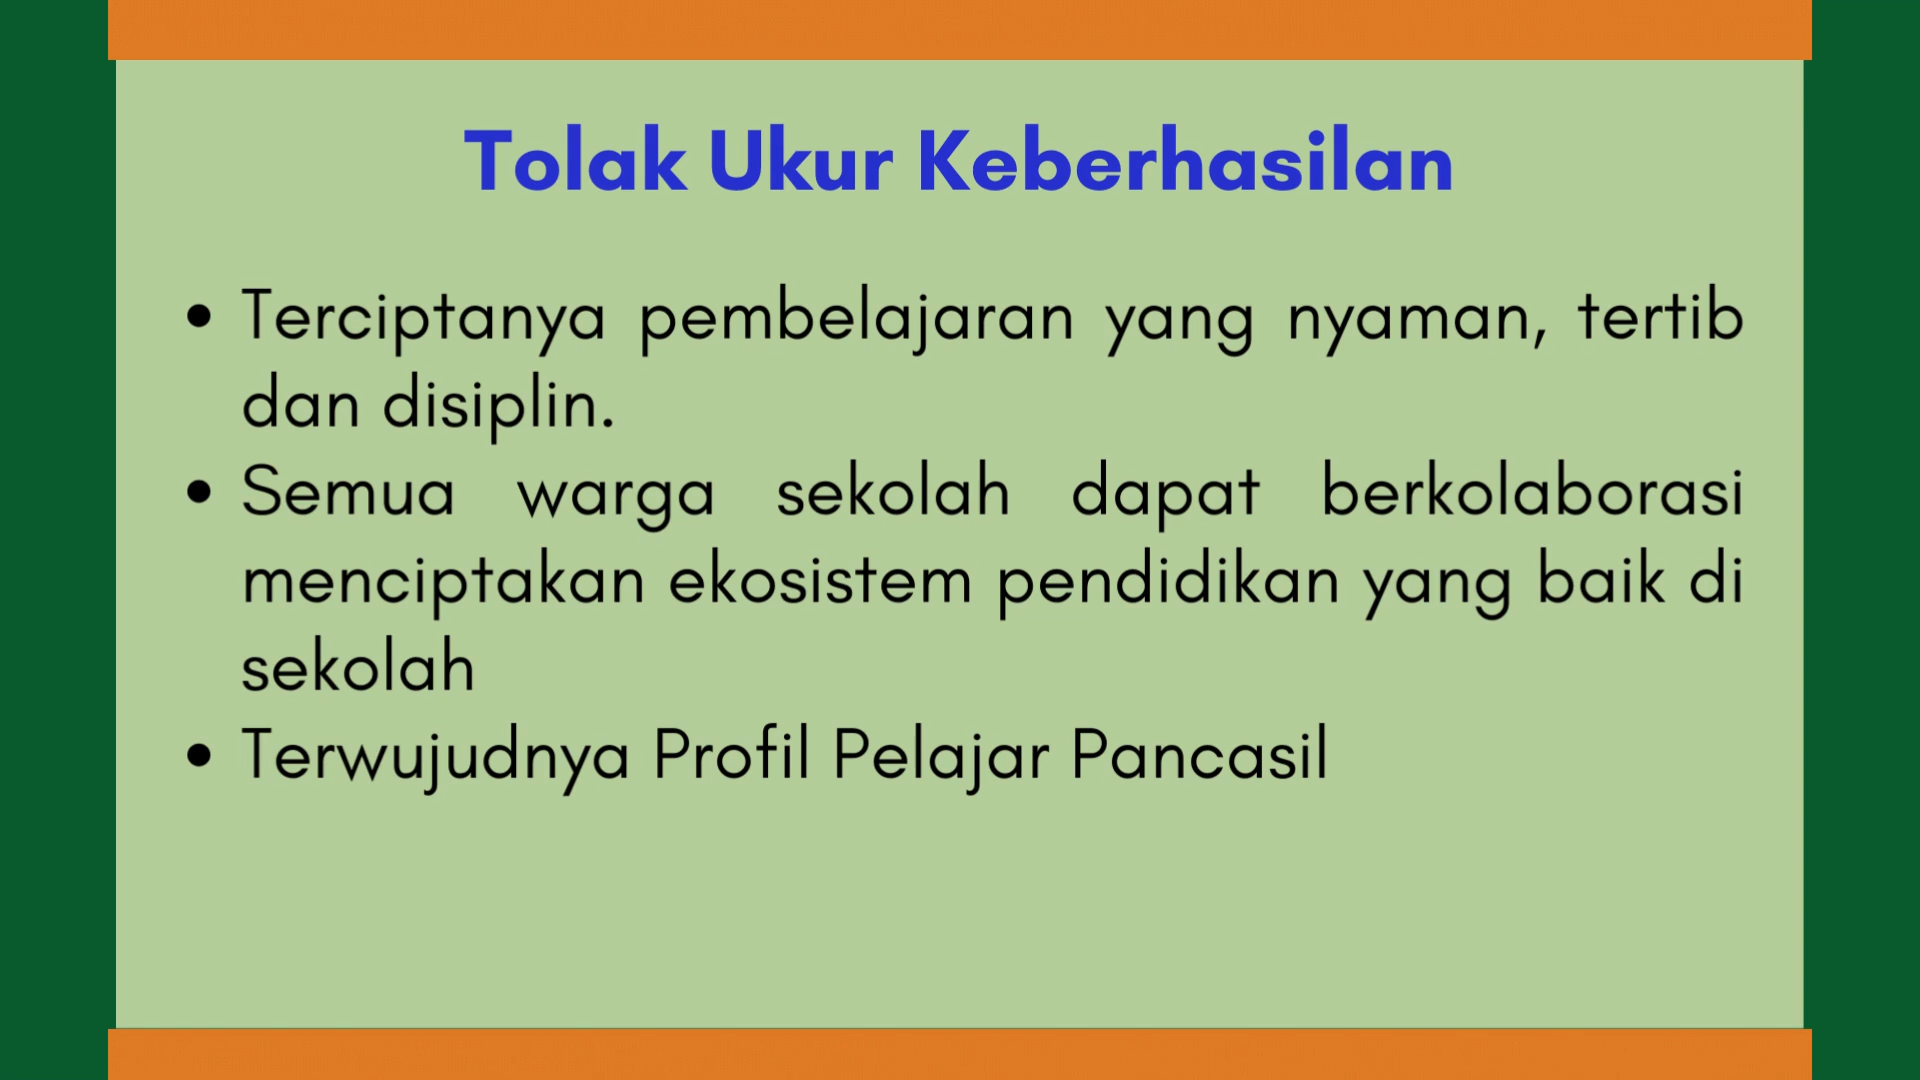 Tolak Ukur Keberhasilan
• Terciptanya pembelajaran yang nyaman, tertib
dan disiplin.
• Semua warga sekolah dapat berkolaborasi
menciptakan ekosistem pendidikan yang baik di
sekolah
• Terwujudnya Profil Pelajar Pancasil